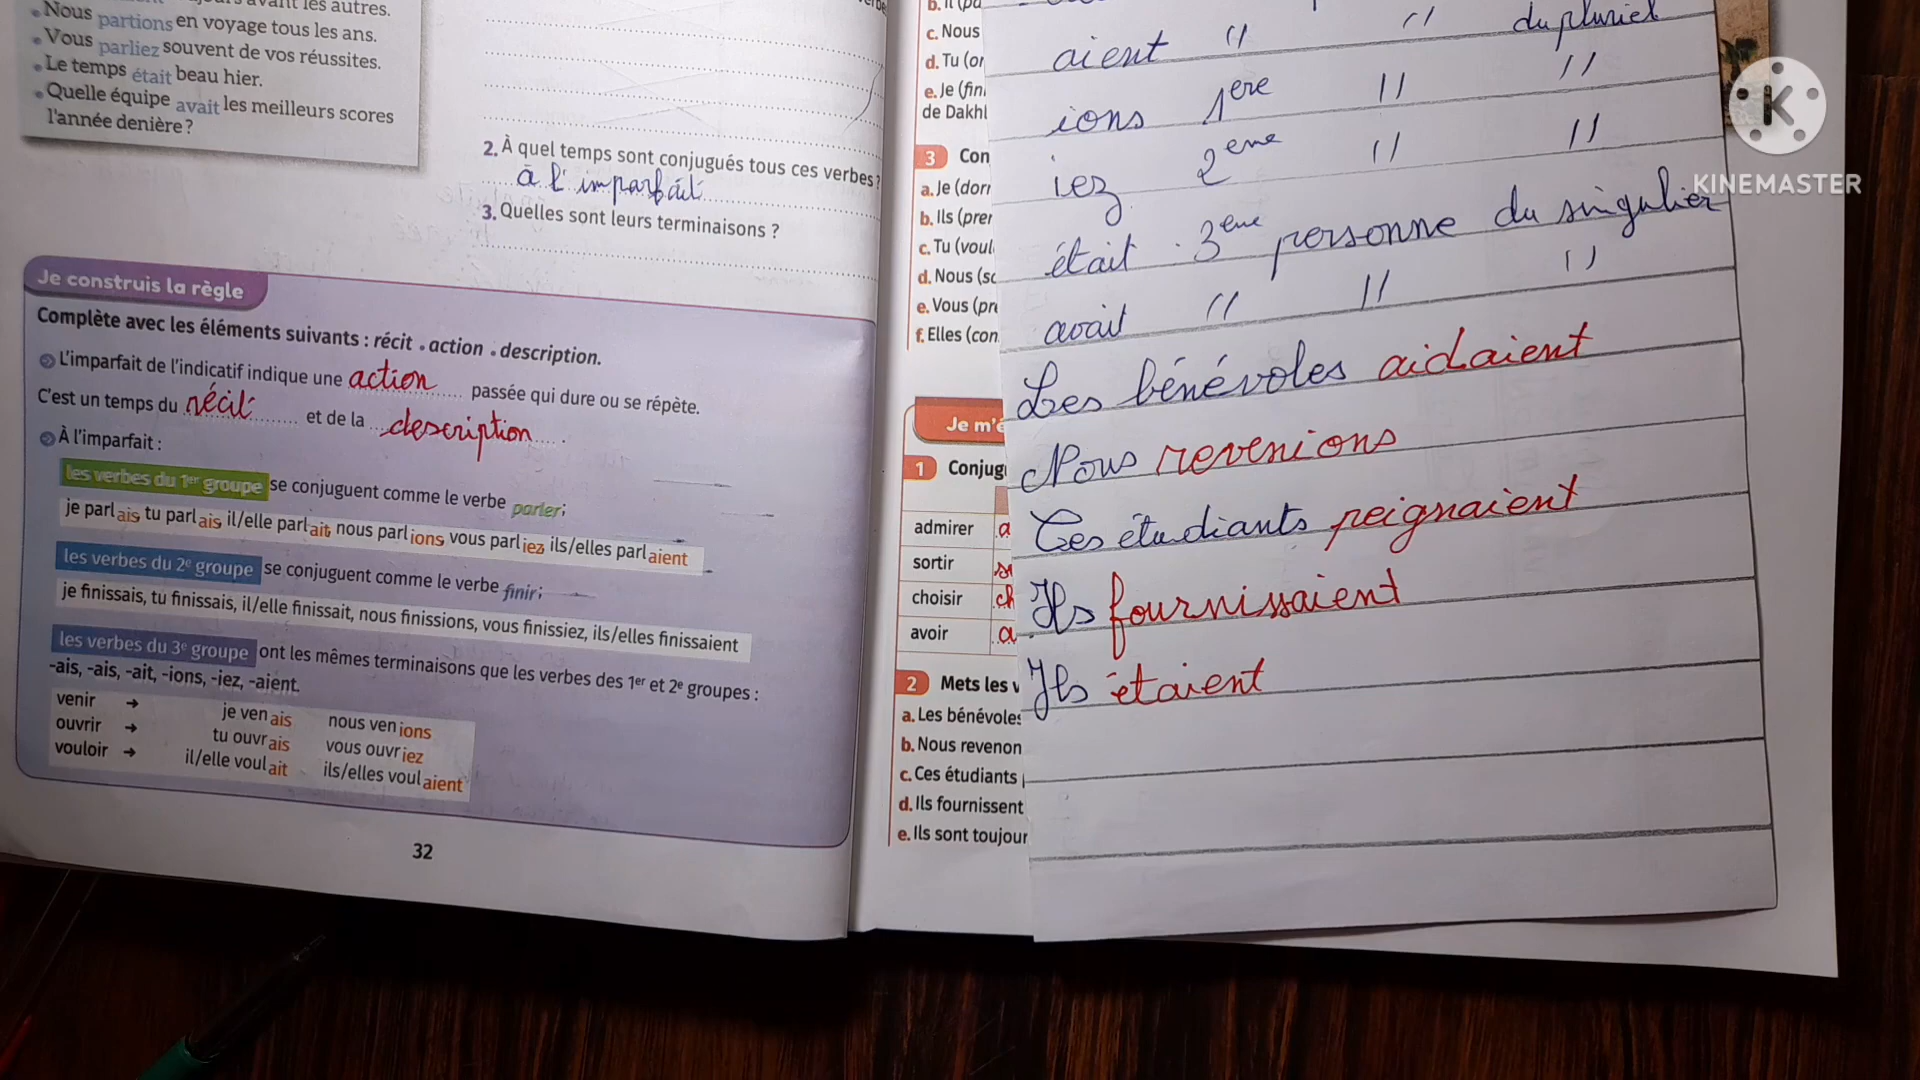 les autres.
Nous partions en voyage tous les ans.
Vous parliez souvent de vos réussites.
Le temps était beau hier.
Quelle équipe avait les meilleurs scores
l'année denière ?
2. À quel temps sont conjugués tous ces verbes ?
à l'imparfait
3. Quelles sont leurs terminaisons ?
Je construis la règle
Complète avec les éléments suivants : récit . action . description.
L'imparfait de l'indicatif indique une action passée qui dure ou se répète.
C'est un temps du récit et de la description.
À l'imparfait :
les verbes du 1er groupe se conjuguent comme le verbe parler ;
je parlais tu parlais il/elle parlait nous parlions vous parliez ils/elles parlaient
les verbes du 2e groupe se conjuguent comme le verbe finir ;
je finissais, tu finissais, il/elle finissait, nous finissions, vous finissiez, ils/elles finissaient
les verbes du 3e groupe ont les mêmes terminaisons que les verbes des 1er et 2e groupes :
-ais, -ais, -ait, -ions, -iez, -aient.
venir → je venais nous venions
ouvrir → tu ouvrais vous ouvriez
vouloir → il/elle voulait ils/elles voulaient
32
c. Nous
d. Tu (or
e. Je (fini
de Dakhl
3 Con
a. Je (dorr
b. Ils (prer
c. Tu (voul
d. Nous (sc
e. Vous (pre
f. Elles (con
Je m'é
1 Conjug
admirer a
sortir
choisir ch
avoir a
2 Mets les v
a. Les bénévoles
b. Nous revenon
c. Ces étudiants
d. Ils fournissent
e. Ils sont toujour
aient " " du pluriel
ions 1ere " "
iez 2eme " "
était . 3eme personne du singulier
avait " " "
Les bénévoles aidaient
Nous revenions
Ces étudiants peignaient
Ils fournissaient
Ils étaient
K
KINEMASTER